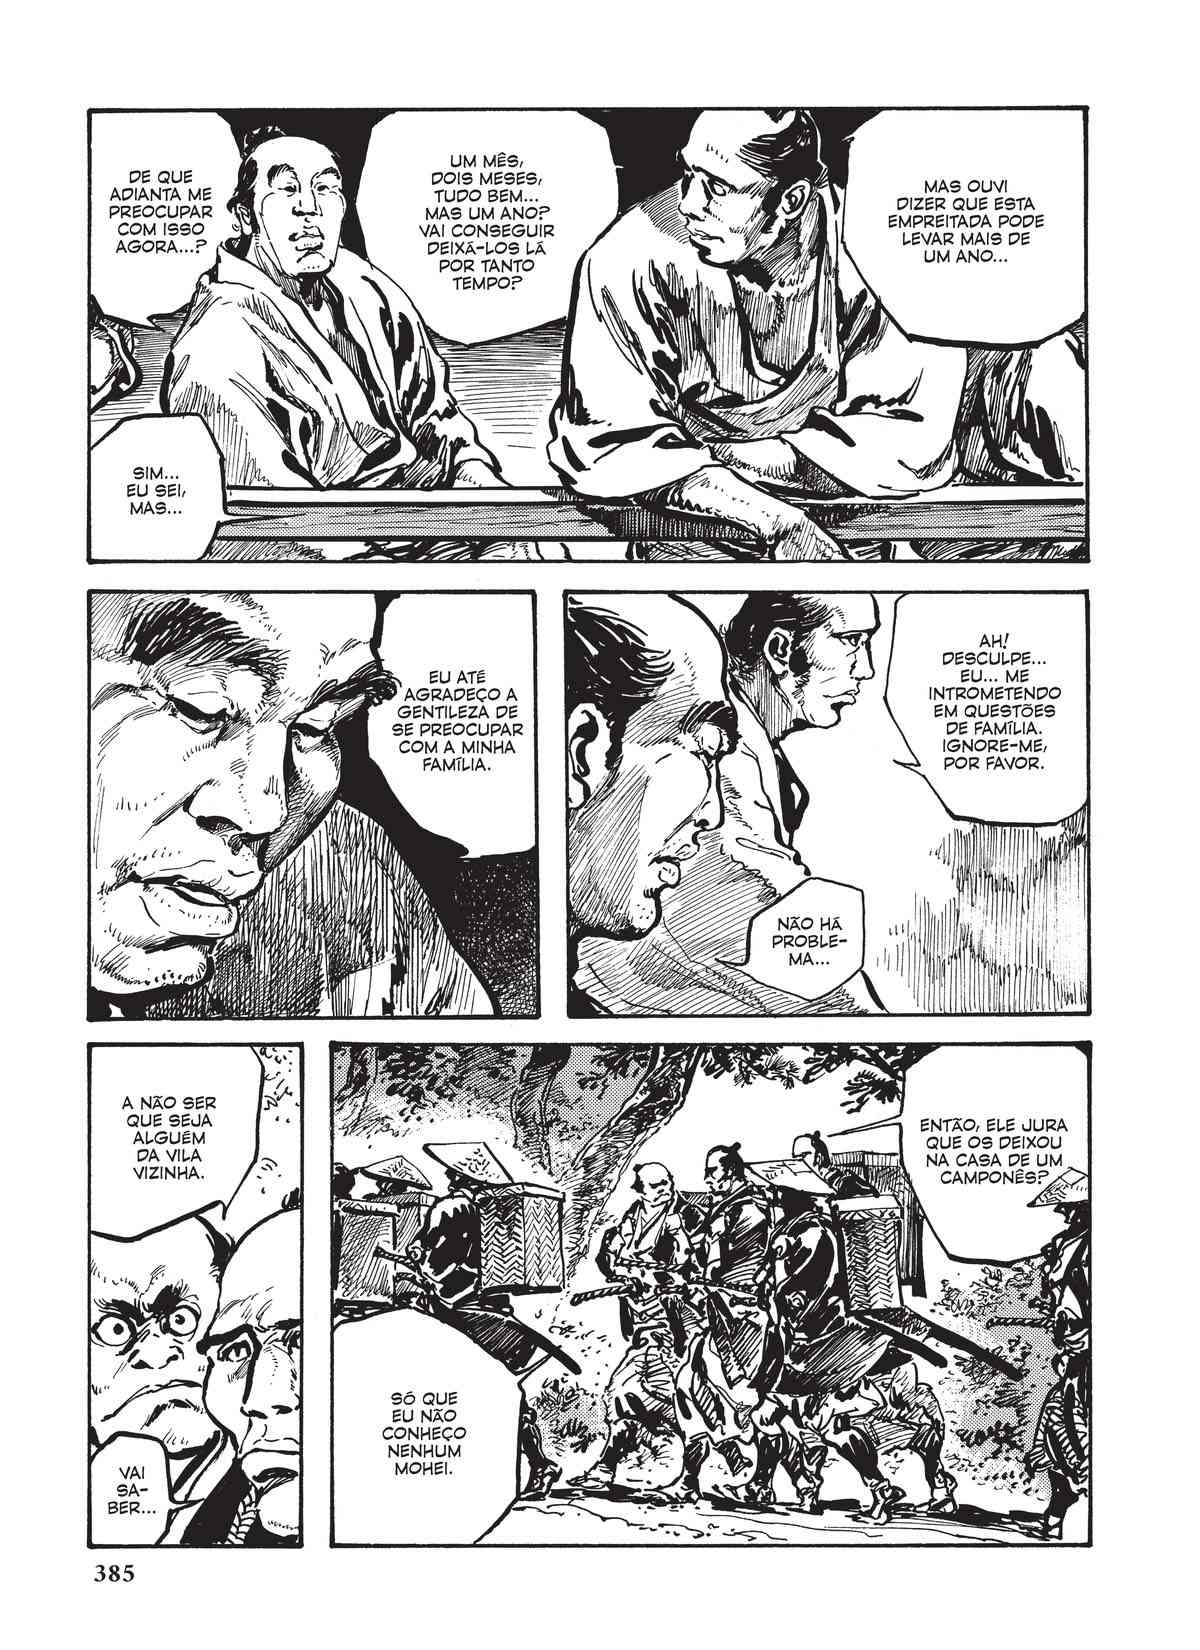 MAS OUVI
DIZER QUE ESTA
EMPREITADA PODE
LEVAR MAIS DE
UM ANO...
UM MÊS,
DOIS MESES,
TUDO BEM...
MAS UM ANO?
VAI CONSEGUIR
DEIXÁ-LOS LÁ
POR TANTO
TEMPO?
DE QUE
ADIANTA ME
PREOCUPAR
COM ISSO
AGORA...?
SIM...
EU SEI,
MAS...
AH!
DESCULPE...
EU... ME
INTROMETENDO
EM QUESTÕES
DE FAMÍLIA.
IGNORE-ME,
POR FAVOR.
NÃO HÁ
PROBLE-
MA...
EU ATÉ
AGRADEÇO A
GENTILEZA DE
SE PREOCUPAR
COM A MINHA
FAMÍLIA.
ENTÃO, ELE JURA
QUE OS DEIXOU
NA CASA DE UM
CAMPONÊS?
SÓ QUE
EU NÃO
CONHEÇO
NENHUM
MOHEI.
A NÃO SER
QUE SEJA
ALGUÉM
DA VILA
VIZINHA.
VAI
SA-
BER...
385